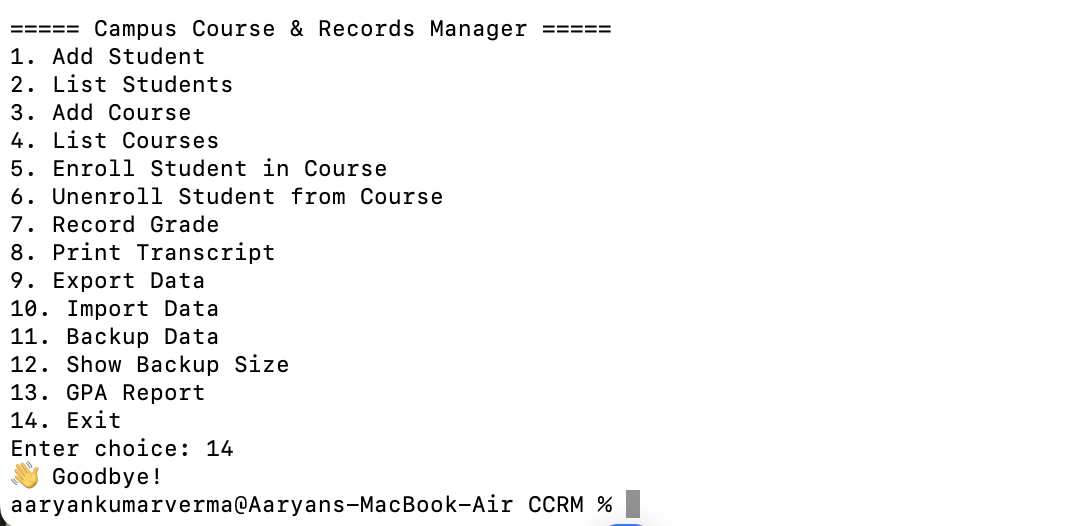 ===== Campus Course & Records Manager =====
1. Add Student
2. List Students
3. Add Course
4. List Courses
5. Enroll Student in Course
6. Unenroll Student from Course
7. Record Grade
8. Print Transcript
9. Export Data
10. Import Data
11. Backup Data
12. Show Backup Size
13. GPA Report
14. Exit
Enter choice: 14
👋 Goodbye!
aaryankumarverma@Aaryans-MacBook-Air CCRM %